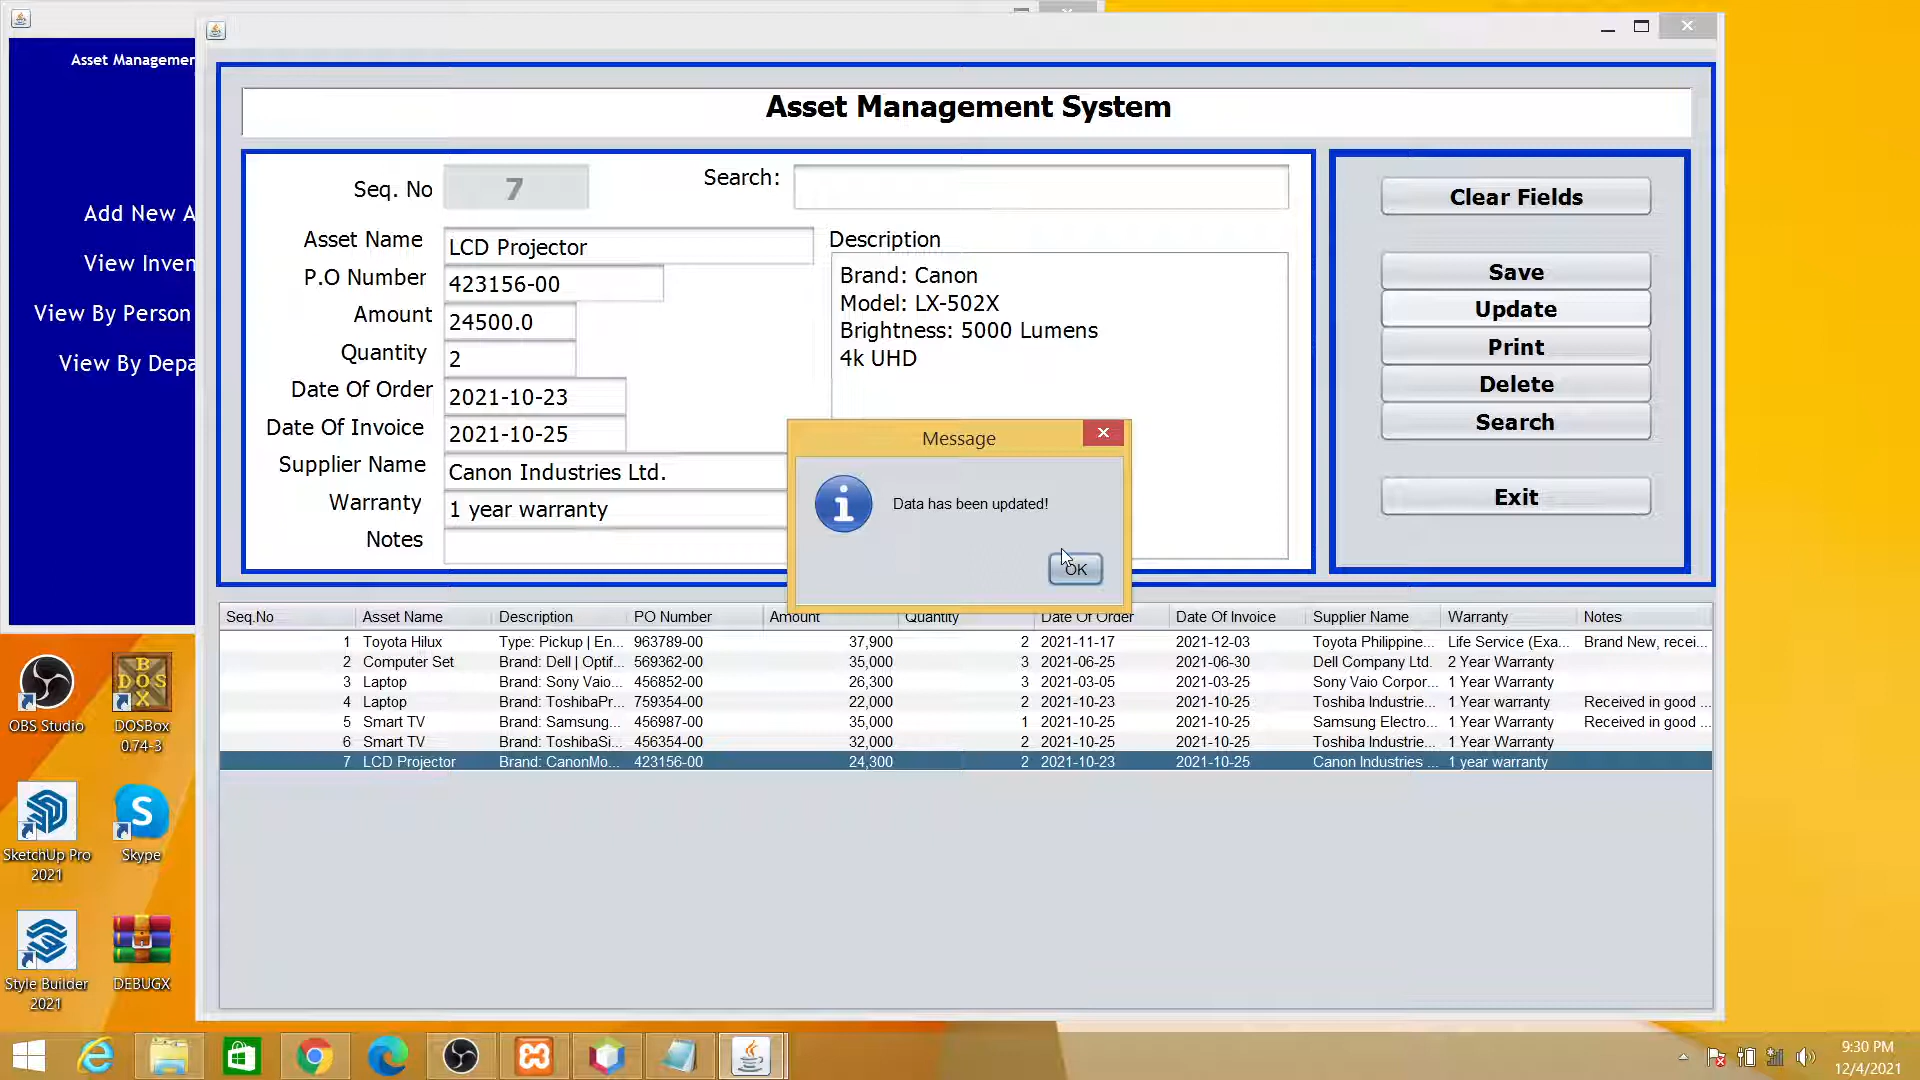 Asset Managemen
Add New A
View Inven
View By Person
View By Depa
Asset Management System
Seq. No 7
Search:
Asset Name LCD Projector
P.O Number 423156-00
Amount 24500.0
Quantity 2
Date Of Order 2021-10-23
Date Of Invoice 2021-10-25
Supplier Name Canon Industries Ltd.
Warranty 1 year warranty
Notes
Description
Brand: Canon
Model: LX-502X
Brightness: 5000 Lumens
4k UHD
Clear Fields
Save
Update
Print
Delete
Search
Exit
Message
Data has been updated!
OK
Seq.No Asset Name Description PO Number Amount Quantity Date Of Order Date Of Invoice Supplier Name Warranty Notes
1 Toyota Hilux Type: Pickup | En... 963789-00 37,900 2 2021-11-17 2021-12-03 Toyota Philippine... Life Service (Exa... Brand New, recei...
2 Computer Set Brand: Dell | Optif... 569362-00 35,000 3 2021-06-25 2021-06-30 Dell Company Ltd. 2 Year Warranty
3 Laptop Brand: Sony Vaio... 456852-00 26,300 3 2021-03-05 2021-03-25 Sony Vaio Corpor... 1 Year Warranty
4 Laptop Brand: ToshibaPr... 759354-00 22,000 2 2021-10-23 2021-10-25 Toshiba Industrie... 1 Year warranty Received in good ...
5 Smart TV Brand: Samsung... 456987-00 35,000 1 2021-10-25 2021-10-25 Samsung Electro... 1 Year Warranty Received in good ...
6 Smart TV Brand: ToshibaSi... 456354-00 32,000 2 2021-10-25 2021-10-25 Toshiba Industrie... 1 Year Warranty
7 LCD Projector Brand: CanonMo... 423156-00 24,300 2 2021-10-23 2021-10-25 Canon Industries ... 1 year warranty
OBS Studio
BOSX
DOS
DOSBox
0.74-3
SketchUp Pro
2021
Skype
Style Builder
2021
DEBUGX
9:30 PM
12/4/2021